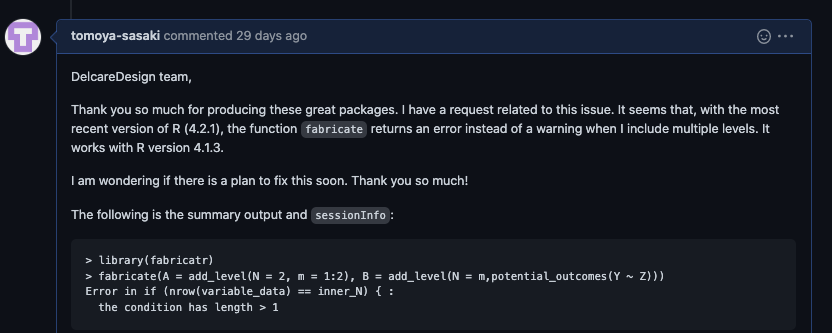 tomoya-sasaki commented 29 days ago
DelcareDesign team,
Thank you so much for producing these great packages. I have a request related to this issue. It seems that, with the most
recent version of R (4.2.1), the function fabricate returns an error instead of a warning when I include multiple levels. It
works with R version 4.1.3.
I am wondering if there is a plan to fix this soon. Thank you so much!
The following is the summary output and sessionInfo:
> library(fabricatr)
> fabricate(A = add_level(N = 2, m = 1:2), B = add_level(N = m,potential_outcomes(Y ~ Z)))
Error in if (nrow(variable_data) == inner_N) { :
  the condition has length > 1